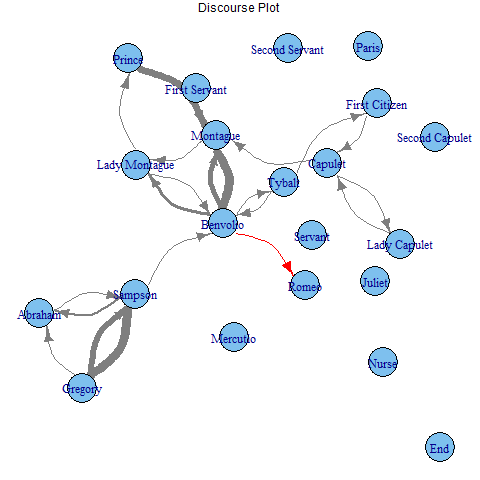 Discourse Plot
Second Servant
Paris
Prince
First Servant
First Citizen
Montague
Second Capulet
Lady Montague
Capulet
Tybalt
Benvolio
Servant
Lady Capulet
Sampson
Romeo
Juliet
Abraham
Mercutio
Nurse
Gregory
End